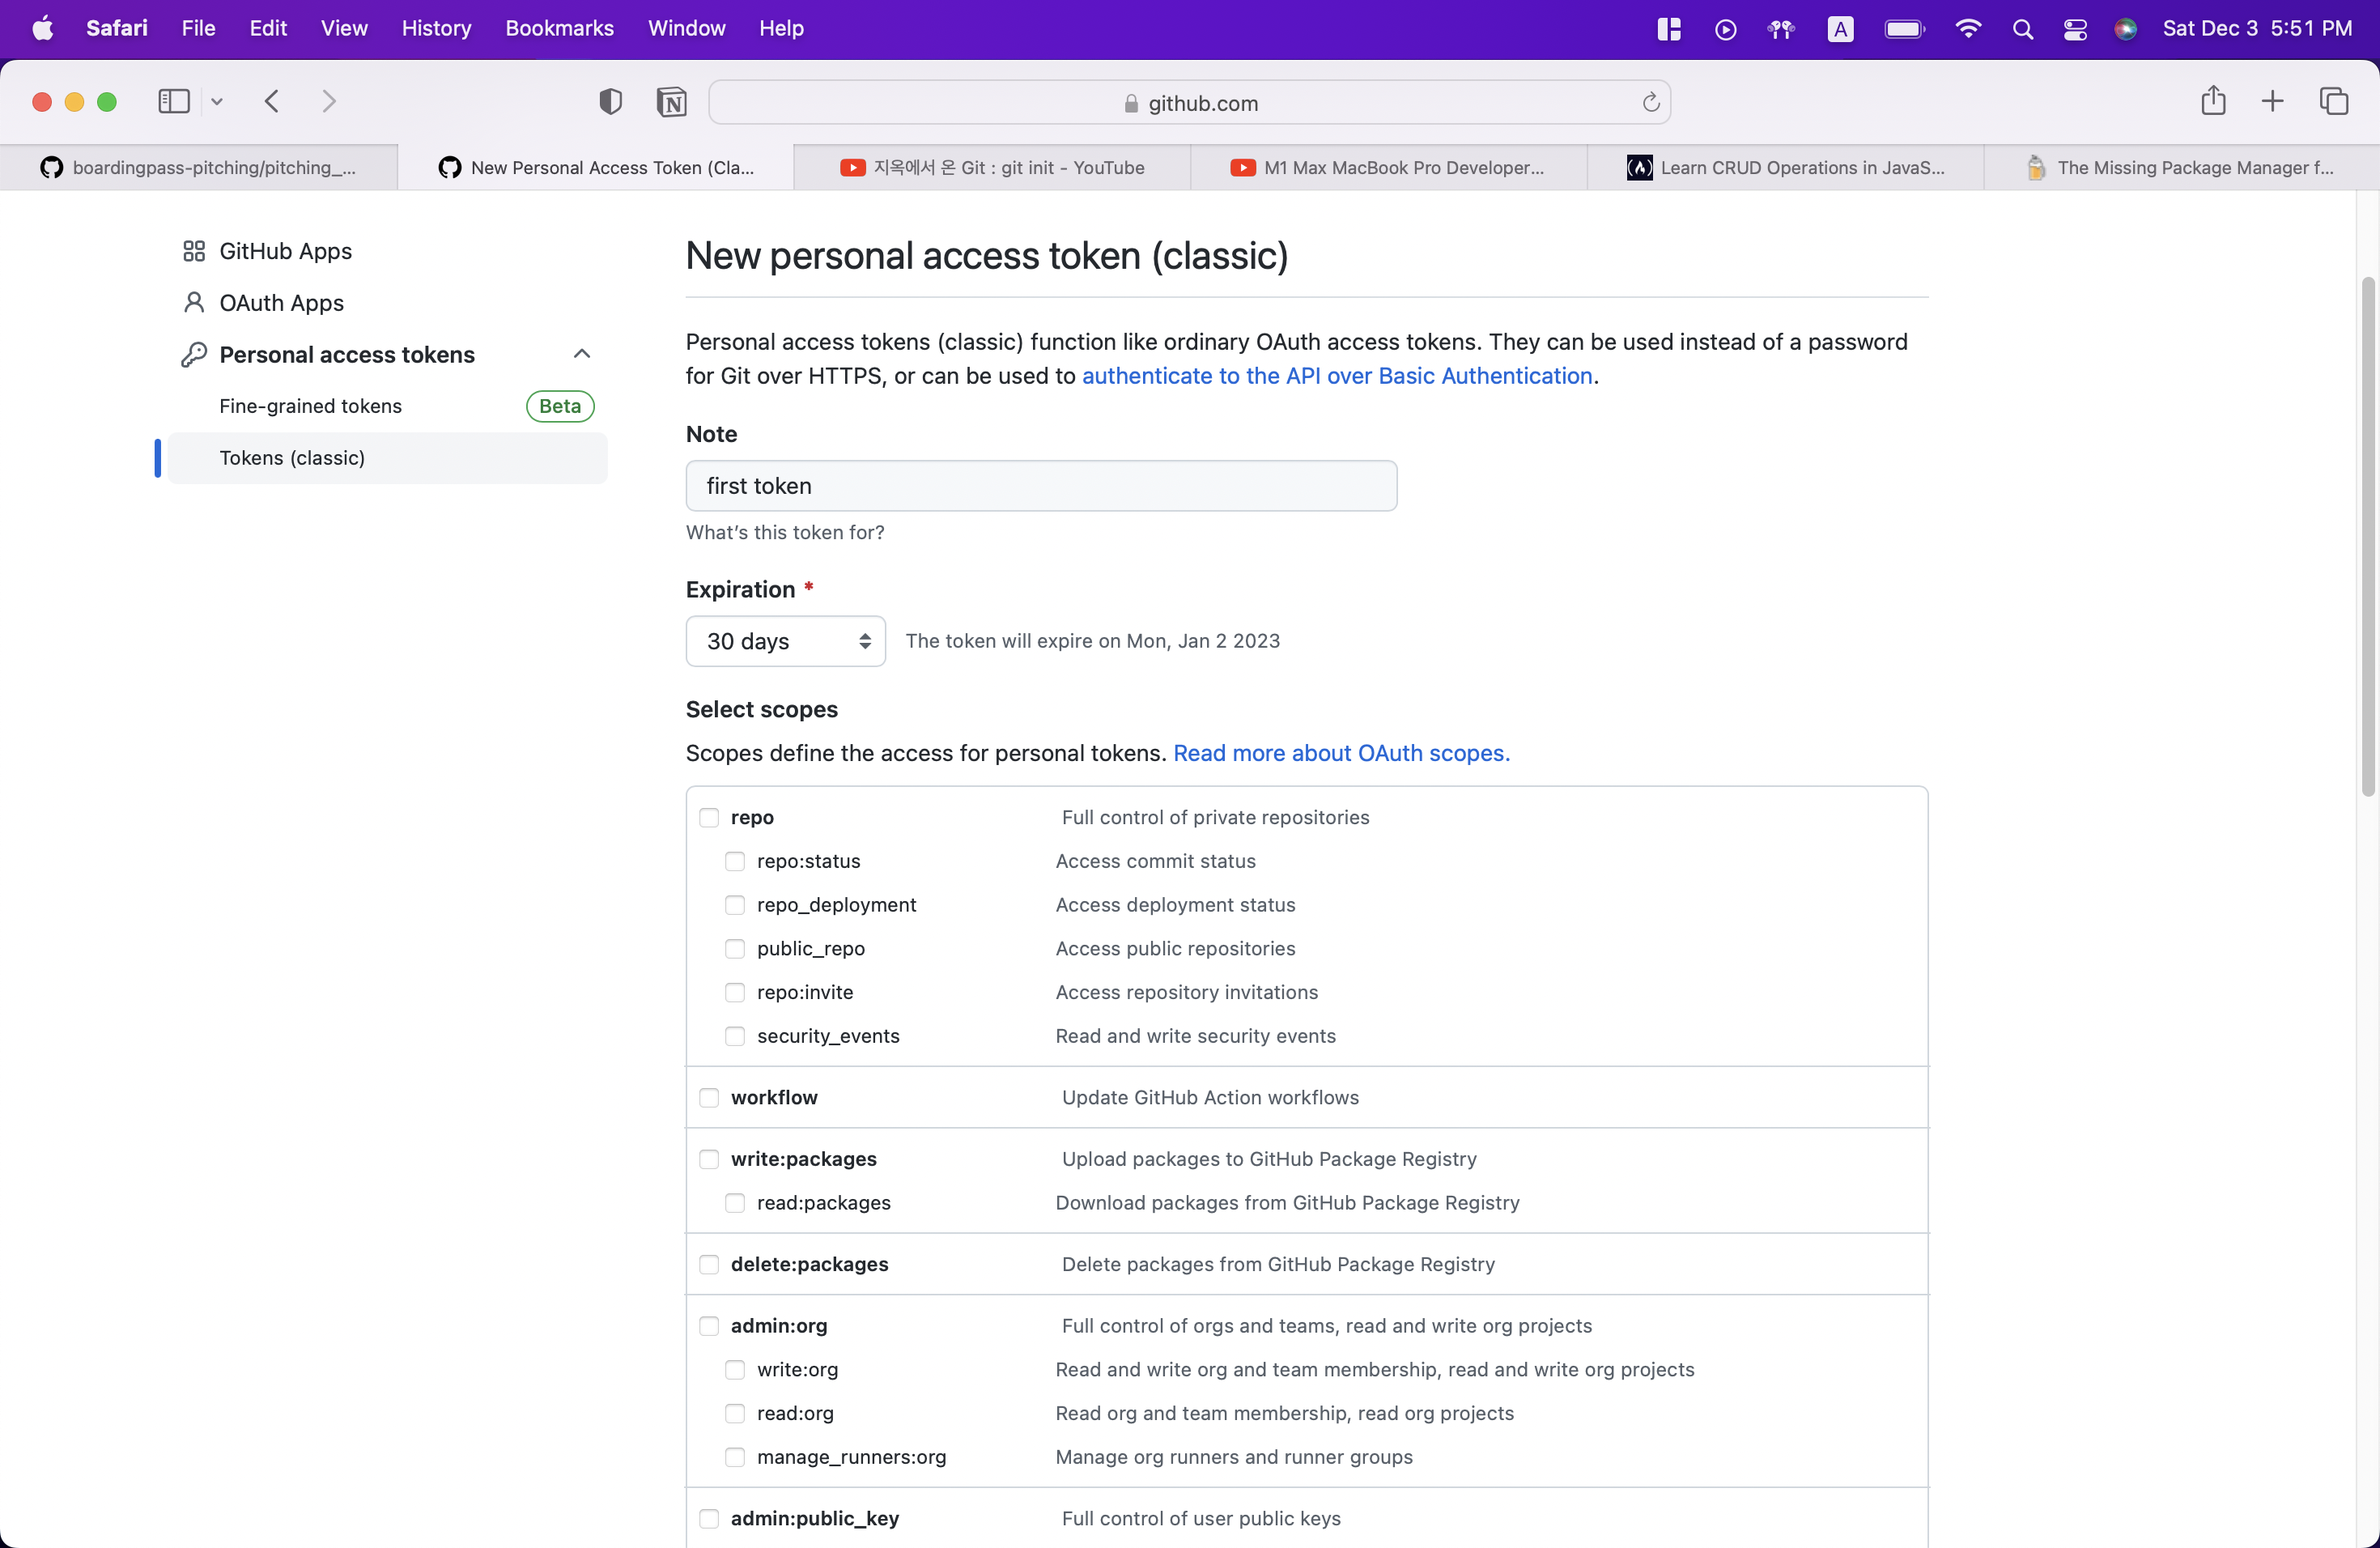 Safari File Edit View History Bookmarks Window Help A Sat Dec 3 5:51 PM
github.com
boardingpass-pitching/pitching_... New Personal Access Token (Cla... 지옥에서 온 Git : git init - YouTube M1 Max MacBook Pro Developer... Learn CRUD Operations in JavaS... The Missing Package Manager f...
GitHub Apps
OAuth Apps
Personal access tokens
Fine-grained tokens Beta
Tokens (classic)
New personal access token (classic)
Personal access tokens (classic) function like ordinary OAuth access tokens. They can be used instead of a password
for Git over HTTPS, or can be used to authenticate to the API over Basic Authentication.
Note
first token
What's this token for?
Expiration *
30 days The token will expire on Mon, Jan 2 2023
Select scopes
Scopes define the access for personal tokens. Read more about OAuth scopes.
repo Full control of private repositories
repo:status Access commit status
repo_deployment Access deployment status
public_repo Access public repositories
repo:invite Access repository invitations
security_events Read and write security events
workflow Update GitHub Action workflows
write:packages Upload packages to GitHub Package Registry
read:packages Download packages from GitHub Package Registry
delete:packages Delete packages from GitHub Package Registry
admin:org Full control of orgs and teams, read and write org projects
write:org Read and write org and team membership, read and write org projects
read:org Read org and team membership, read org projects
manage_runners:org Manage org runners and runner groups
admin:public_key Full control of user public keys